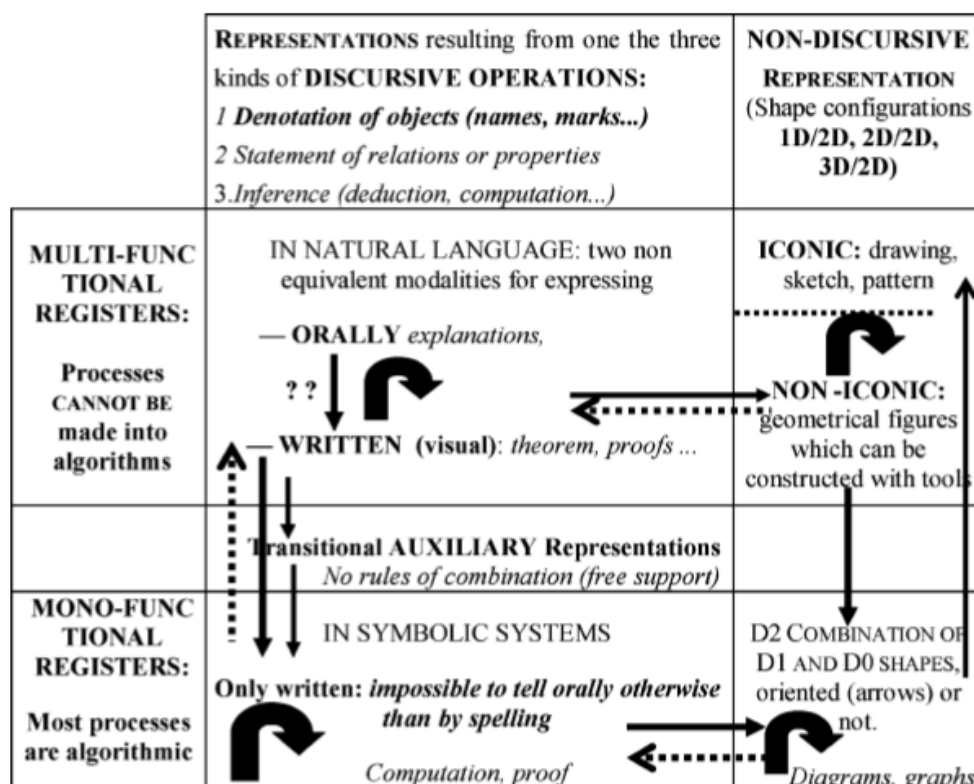 REPRESENTATIONS resulting from one the three
kinds of DISCURSIVE OPERATIONS:
1 Denotation of objects (names, marks...)
2 Statement of relations or properties
3.Inference (deduction, computation...)
NON-DISCURSIVE
REPRESENTATION
(Shape configurations
1D/2D, 2D/2D,
3D/2D)
MULTI-FUNC
TIONAL
REGISTERS:
Processes
CANNOT BE
made into
algorithms
IN NATURAL LANGUAGE: two non
equivalent modalities for expressing
— ORALLY explanations,
? ?
— WRITTEN (visual): theorem, proofs ...
ICONIC: drawing,
sketch, pattern
NON -ICONIC:
geometrical figures
which can be
constructed with tools
Transitional AUXILIARY Representations
No rules of combination (free support)
MONO-FUNC
TIONAL
REGISTERS:
Most processes
are algorithmic
IN SYMBOLIC SYSTEMS
Only written: impossible to tell orally otherwise
than by spelling
Computation, proof
D2 COMBINATION OF
D1 AND D0 SHAPES,
oriented (arrows) or
not.
Diagrams, graphs